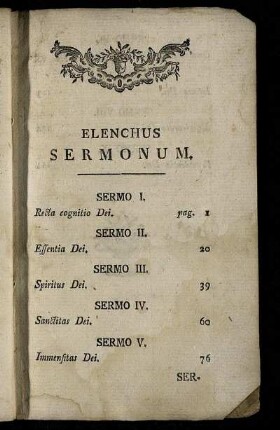 ELENCHUS
SERMONUM.
SERMO I.
Recta cognitio Dei. pag. 1
SERMO II.
Eſſentia Dei. 20
SERMO III.
Spiritus Dei. 39
SERMO IV.
Sanctitas Dei. 60
SERMO V.
Immenſitas Dei. 76
SER-